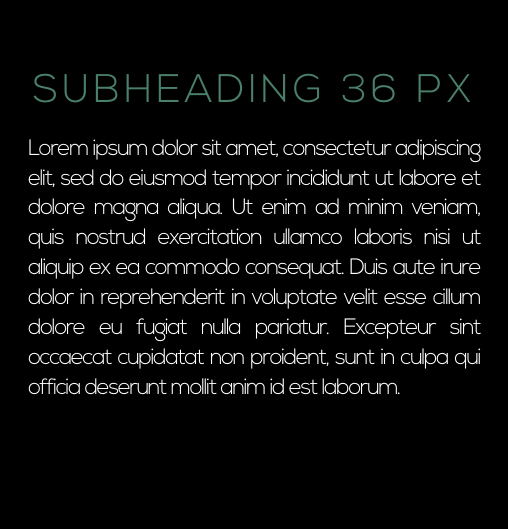 SUBHEADING 36 PX
Lorem ipsum dolor sit amet, consectetur adipiscing
elit, sed do eiusmod tempor incididunt ut labore et
dolore magna aliqua. Ut enim ad minim veniam,
quis nostrud exercitation ullamco laboris nisi ut
aliquip ex ea commodo consequat. Duis aute irure
dolor in reprehenderit in voluptate velit esse cillum
dolore eu fugiat nulla pariatur. Excepteur sint
occaecat cupidatat non proident, sunt in culpa qui
officia deserunt mollit anim id est laborum.